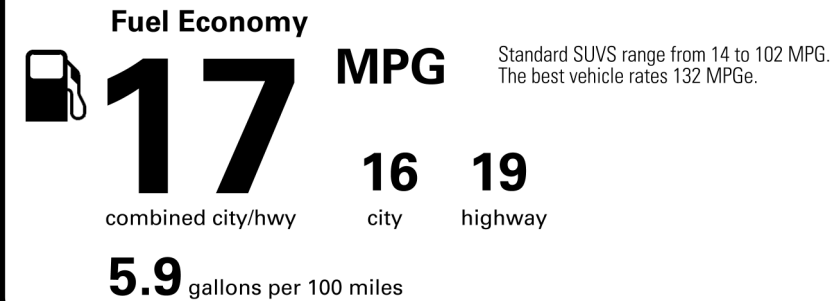 Fuel Economy
17 MPG
Standard SUVS range from 14 to 102 MPG.
The best vehicle rates 132 MPGe.
16 19
combined city/hwy city highway
5.9 gallons per 100 miles